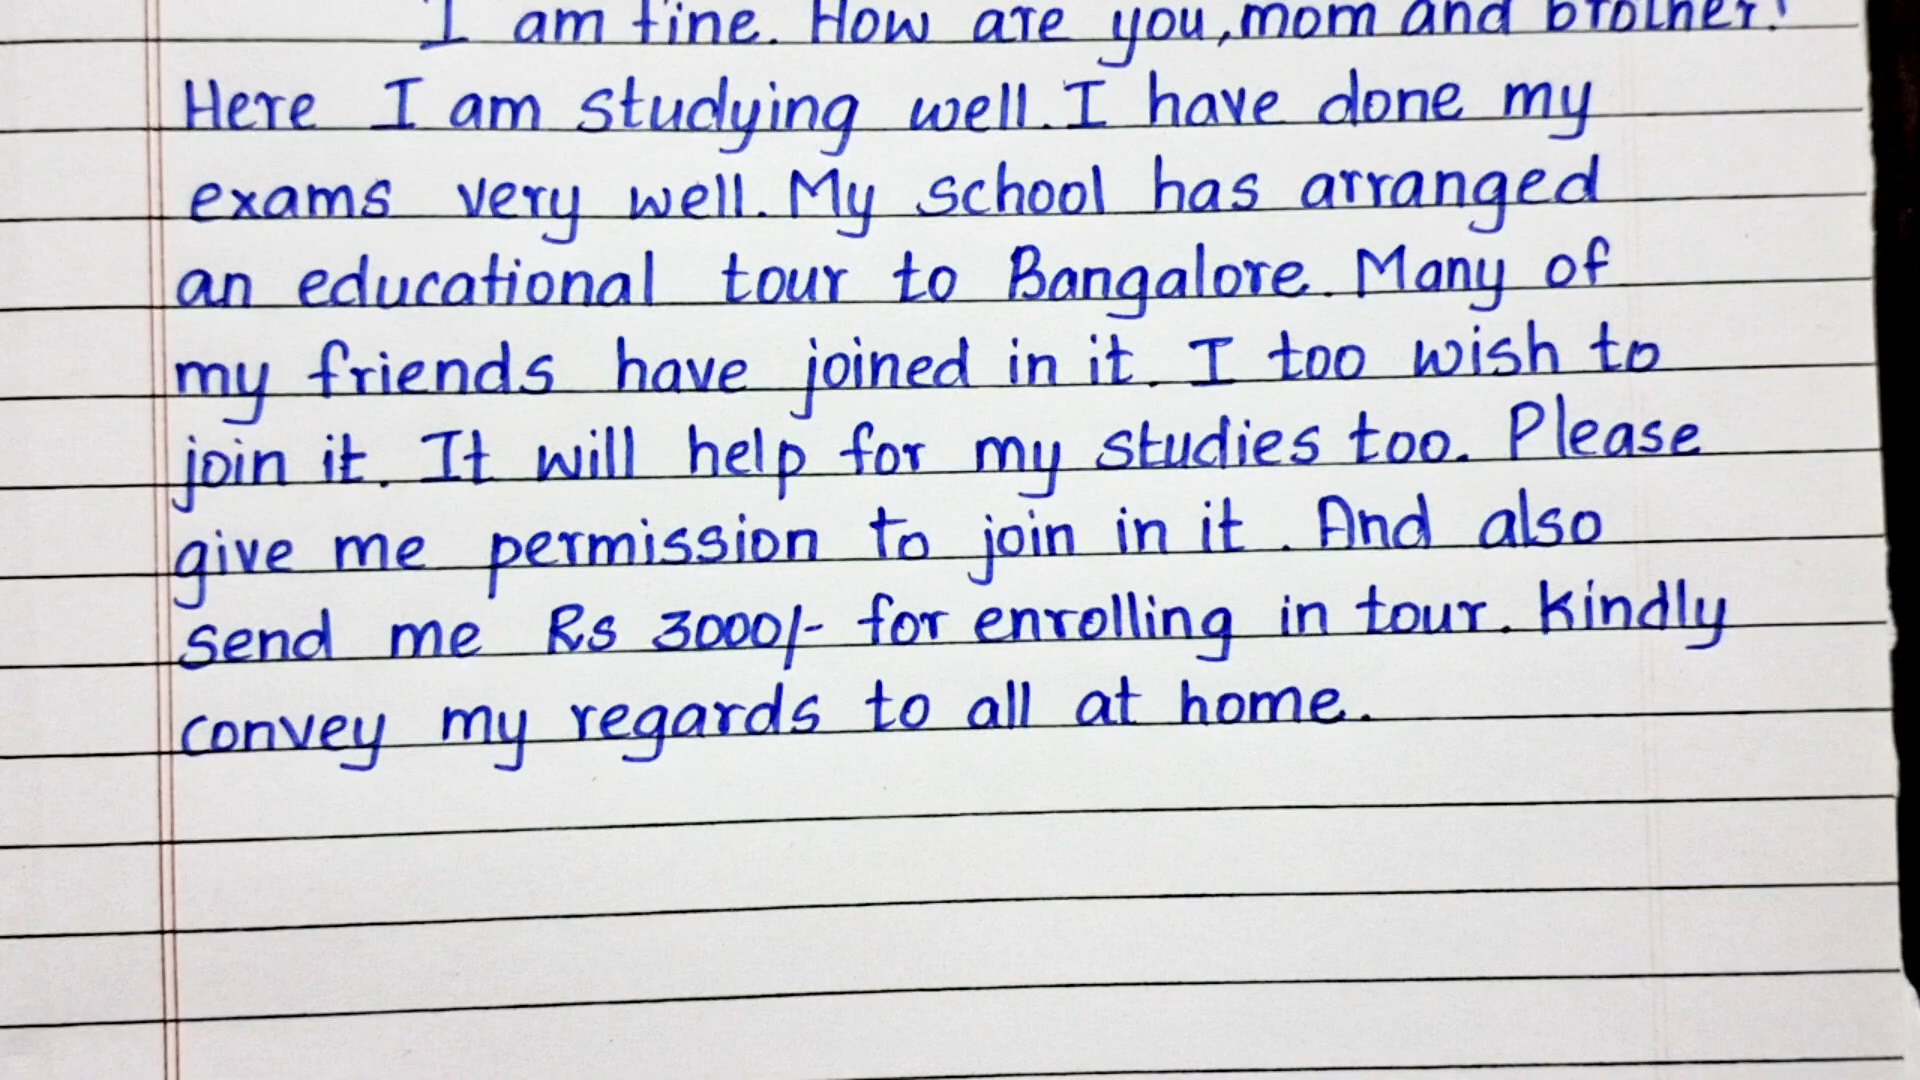 I am fine. How are you, mom and brother?
Here I am studying well. I have done my
exams very well. My school has arranged
an educational tour to Bangalore. Many of
my friends have joined in it. I too wish to
join it. It will help for my studies too. Please
give me permission to join in it. And also
send me Rs 3000/- for enrolling in tour. Kindly
convey my regards to all at home.